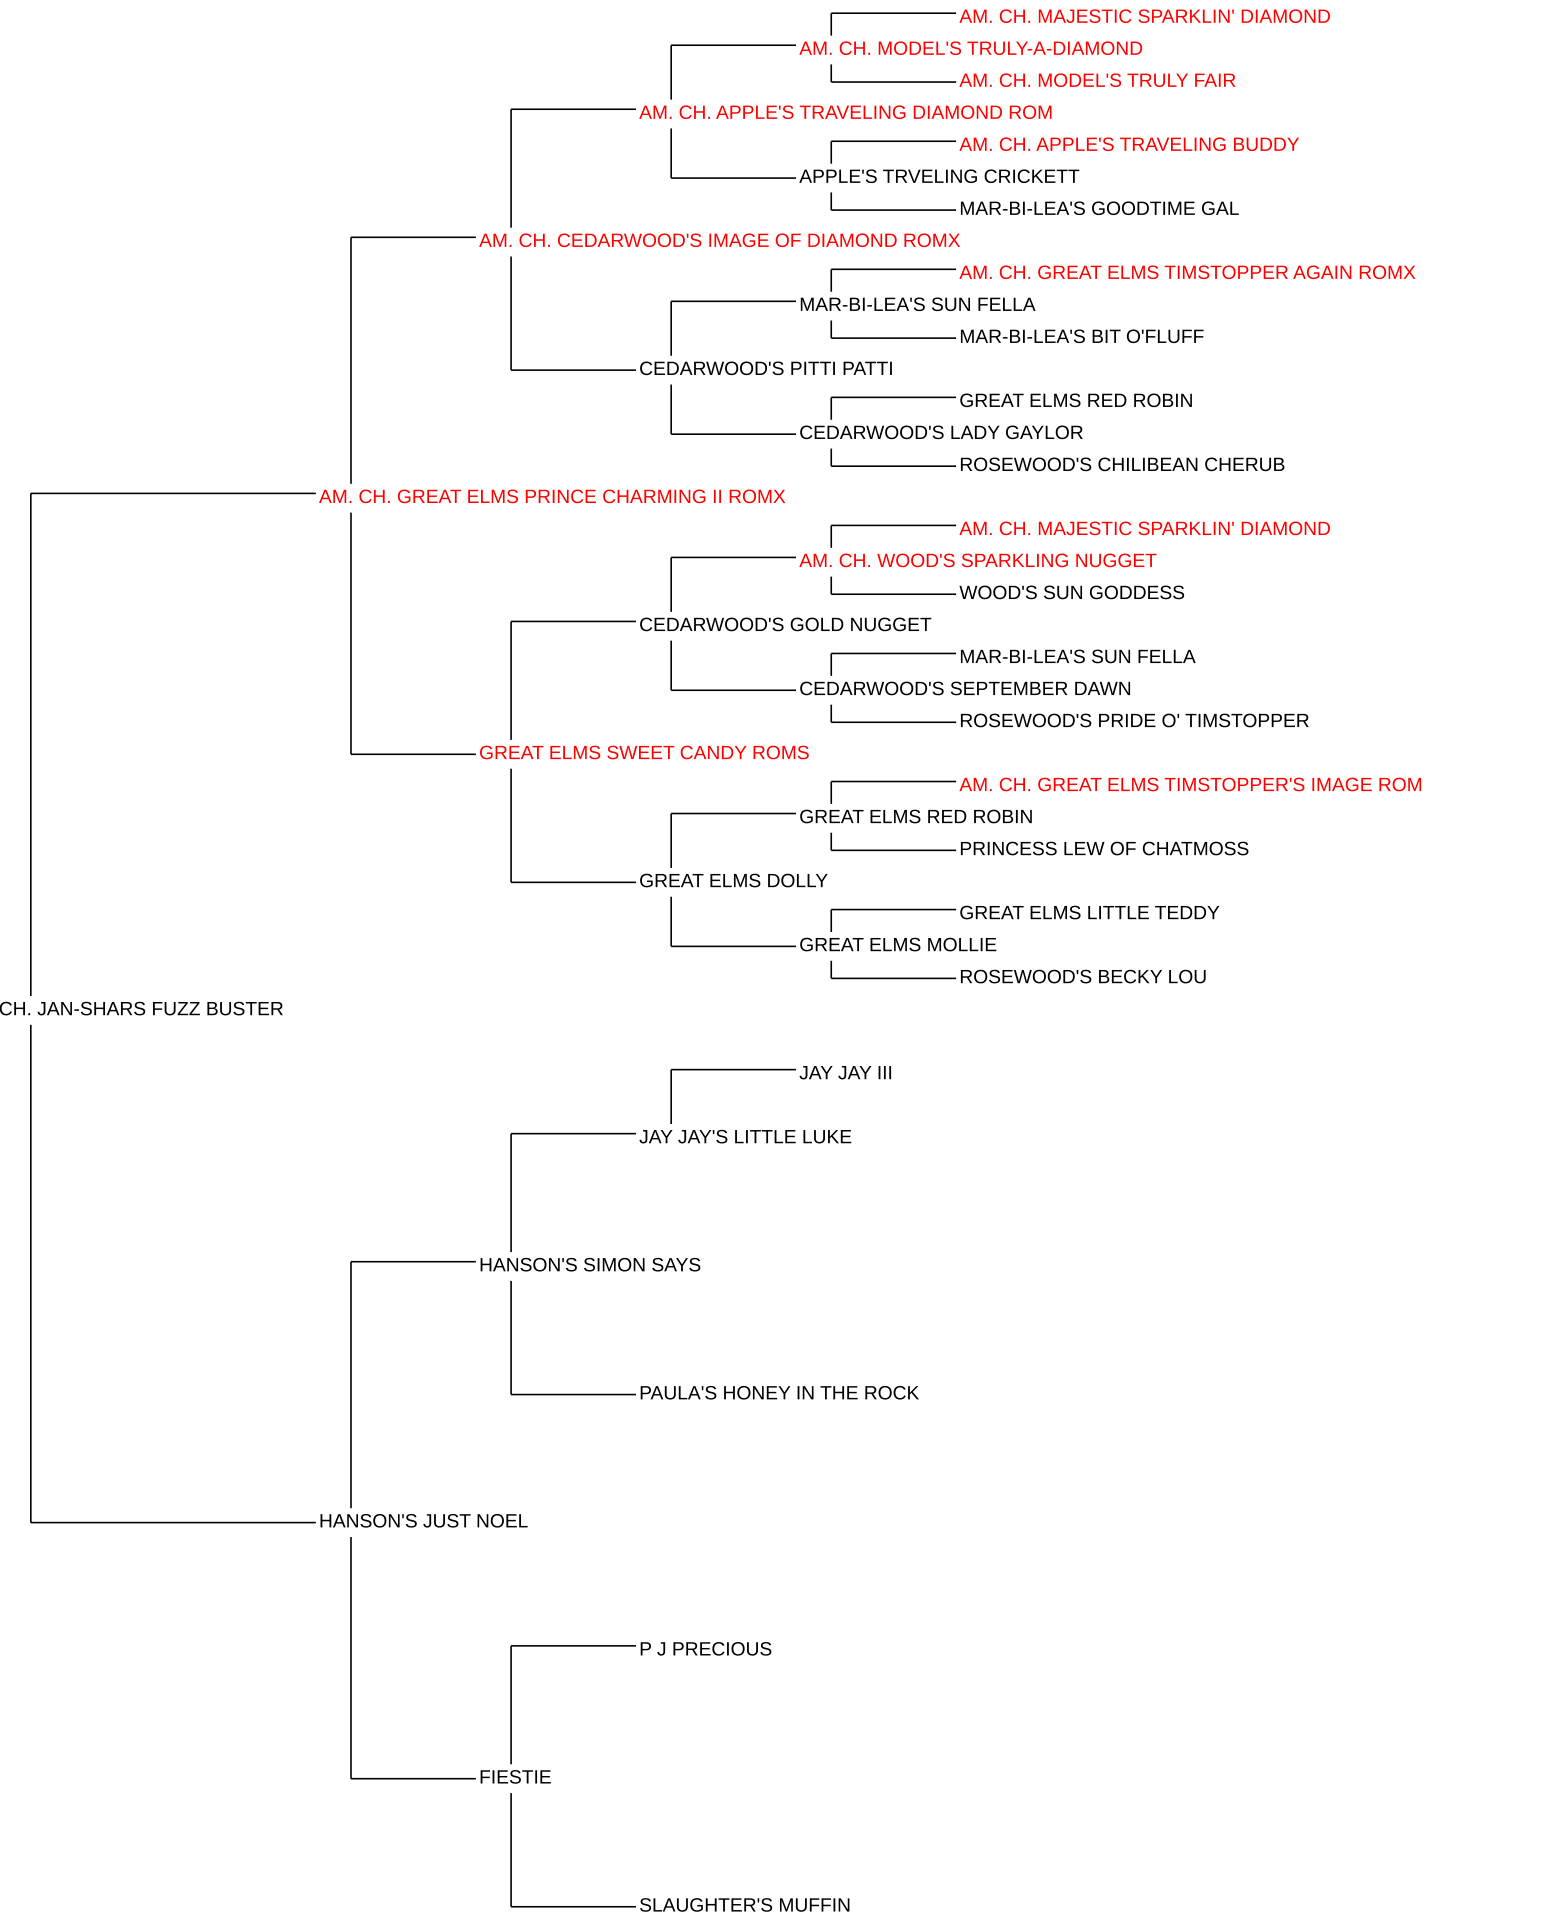 AM. CH. MAJESTIC SPARKLIN' DIAMOND
AM. CH. MODEL'S TRULY-A-DIAMOND
AM. CH. MODEL'S TRULY FAIR
AM. CH. APPLE'S TRAVELING DIAMOND ROM
AM. CH. APPLE'S TRAVELING BUDDY
APPLE'S TRVELING CRICKETT
MAR-BI-LEA'S GOODTIME GAL
AM. CH. CEDARWOOD'S IMAGE OF DIAMOND ROMX
AM. CH. GREAT ELMS TIMSTOPPER AGAIN ROMX
MAR-BI-LEA'S SUN FELLA
MAR-BI-LEA'S BIT O'FLUFF
CEDARWOOD'S PITTI PATTI
GREAT ELMS RED ROBIN
CEDARWOOD'S LADY GAYLOR
ROSEWOOD'S CHILIBEAN CHERUB
AM. CH. GREAT ELMS PRINCE CHARMING II ROMX
AM. CH. MAJESTIC SPARKLIN' DIAMOND
AM. CH. WOOD'S SPARKLING NUGGET
WOOD'S SUN GODDESS
CEDARWOOD'S GOLD NUGGET
MAR-BI-LEA'S SUN FELLA
CEDARWOOD'S SEPTEMBER DAWN
ROSEWOOD'S PRIDE O' TIMSTOPPER
GREAT ELMS SWEET CANDY ROMS
AM. CH. GREAT ELMS TIMSTOPPER'S IMAGE ROM
GREAT ELMS RED ROBIN
PRINCESS LEW OF CHATMOSS
GREAT ELMS DOLLY
GREAT ELMS LITTLE TEDDY
GREAT ELMS MOLLIE
ROSEWOOD'S BECKY LOU
CH. JAN-SHARS FUZZ BUSTER
JAY JAY III
JAY JAY'S LITTLE LUKE
HANSON'S SIMON SAYS
PAULA'S HONEY IN THE ROCK
HANSON'S JUST NOEL
P J PRECIOUS
FIESTIE
SLAUGHTER'S MUFFIN